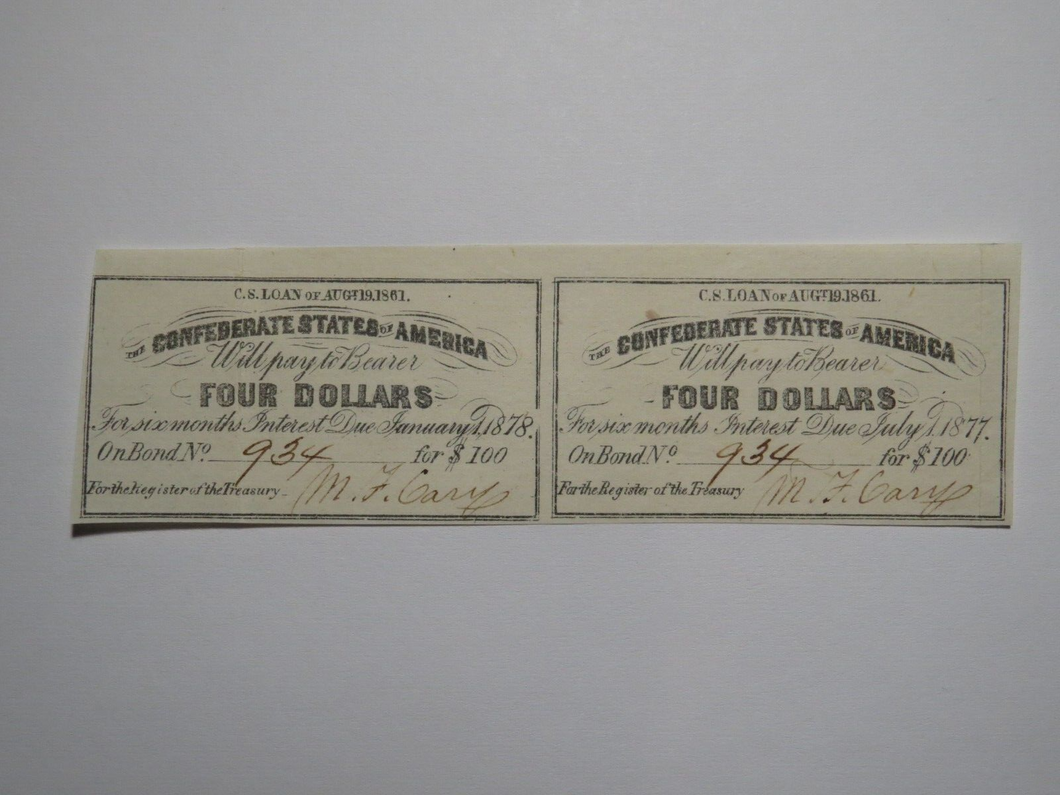 C.S. LOAN OF AUGT 19. 1861.
THE CONFEDERATE STATES OF AMERICA
Will pay to Bearer
FOUR DOLLARS
For six months Interest Due January 1, 1878.
On Bond No 934 for $100
For the Register of the Treasury M. F. Cary
C.S. LOAN OF AUGT 19. 1861.
THE CONFEDERATE STATES OF AMERICA
Will pay to Bearer
FOUR DOLLARS
For six months Interest Due July 1. 1877.
On Bond No 934 for $100
For the Register of the Treasury M. F. Cary